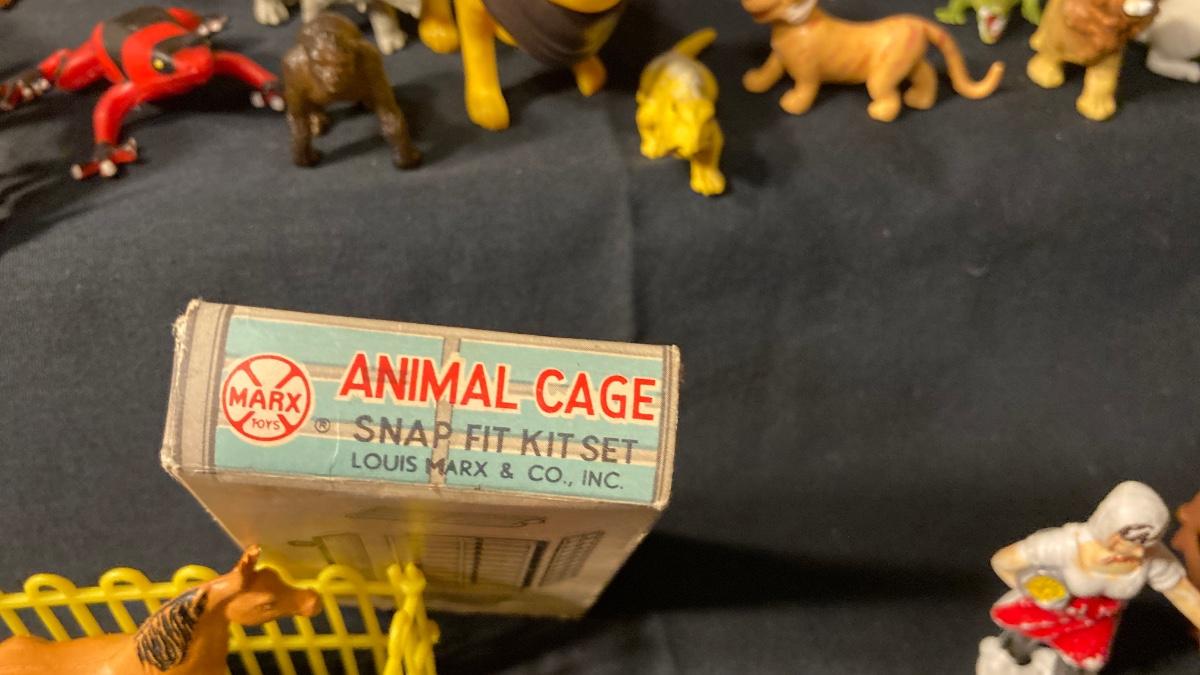 MARX
TOYS
®
ANIMAL CAGE
SNAP FIT KIT SET
LOUIS MARX & CO., INC.